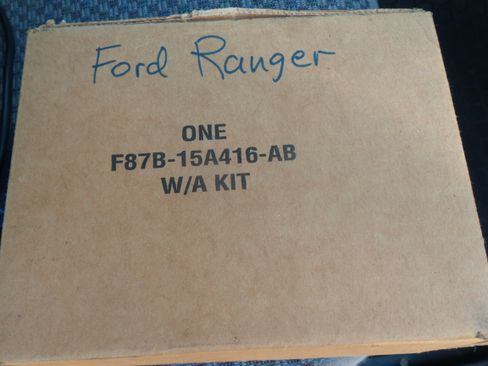 Ford Ranger
ONE
F87B-15A416-AB
W/A KIT